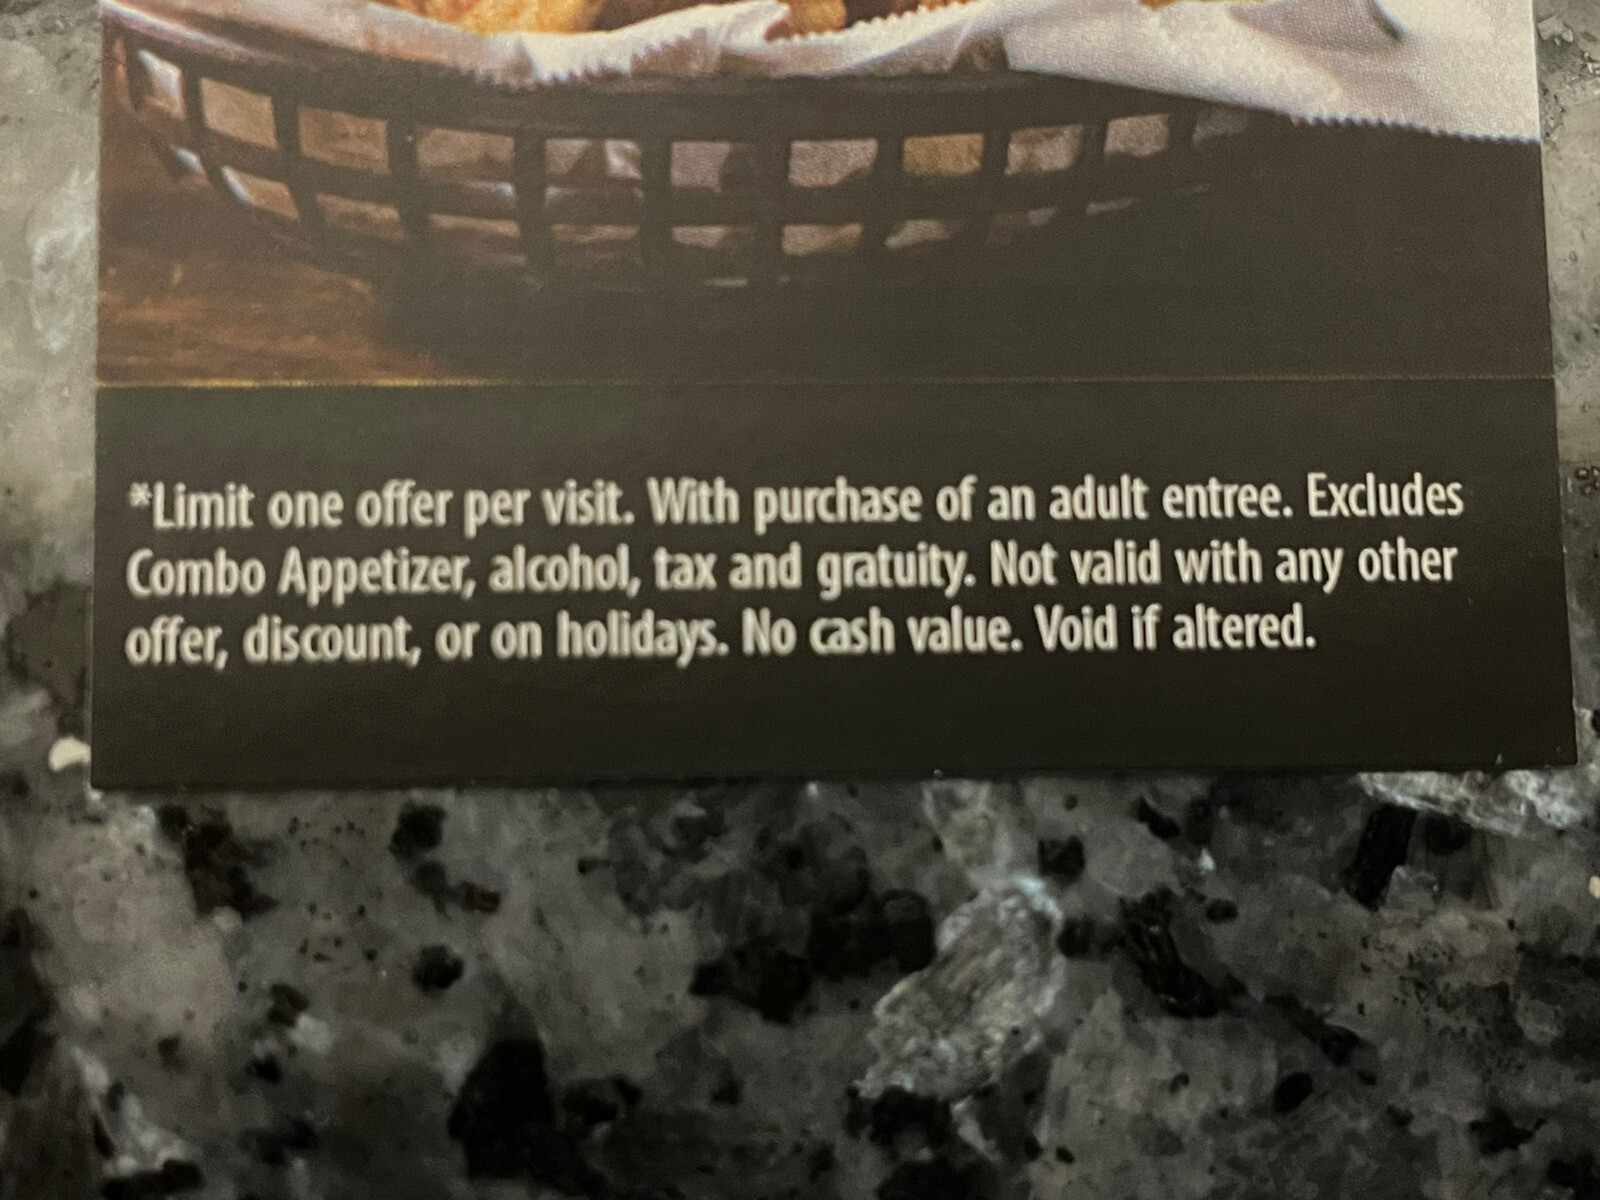 *Limit one offer per visit. With purchase of an adult entree. Excludes
Combo Appetizer, alcohol, tax and gratuity. Not valid with any other
offer, discount, or on holidays. No cash value. Void if altered.